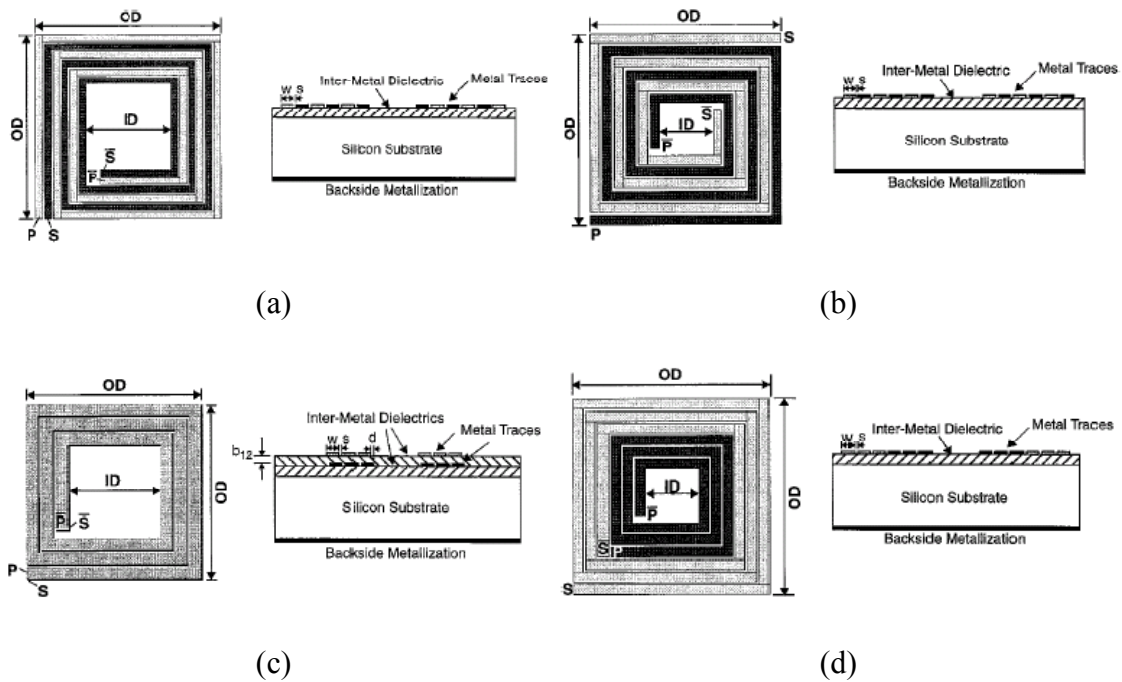 OD
OD
ID
S̅
P̅
P S
Inter-Metal Dielectric
Metal Traces
w s
Silicon Substrate
Backside Metallization
(a)
OD
S
OD
ID
S̅
P̅
P
Inter-Metal Dielectric
Metal Traces
w s
Silicon Substrate
Backside Metallization
(b)
OD
OD
ID
P̅ S̅
P
S
Inter-Metal Dielectrics
Metal Traces
w s d
b12
Silicon Substrate
Backside Metallization
(c)
OD
OD
ID
P̅
S̅ P
S
Inter-Metal Dielectric
Metal Traces
w s
Silicon Substrate
Backside Metallization
(d)